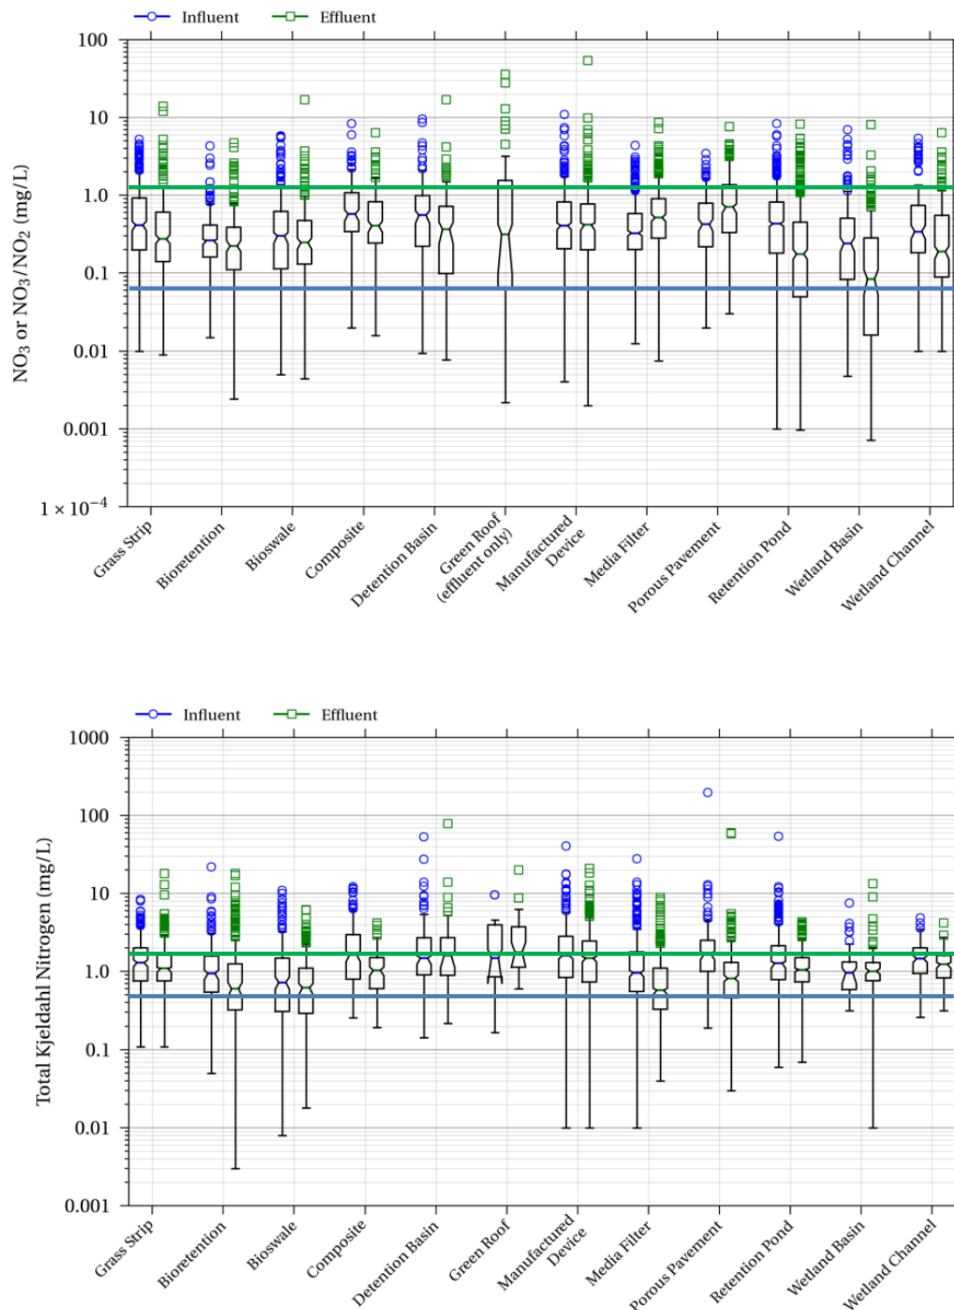 Influent Effluent
100
10
1.0
0.1
0.01
0.001
1 × 10⁻⁴
NO₃ or NO₃/NO₂ (mg/L)
Grass Strip
Bioretention
Bioswale
Composite
Detention Basin
Green Roof
(effluent only)
Manufactured
Device
Media Filter
Porous Pavement
Retention Pond
Wetland Basin
Wetland Channel
Influent Effluent
1000
100
10
1.0
0.1
0.01
0.001
Total Kjeldahl Nitrogen (mg/L)
Grass Strip
Bioretention
Bioswale
Composite
Detention Basin
Green Roof
Manufactured
Device
Media Filter
Porous Pavement
Retention Pond
Wetland Basin
Wetland Channel